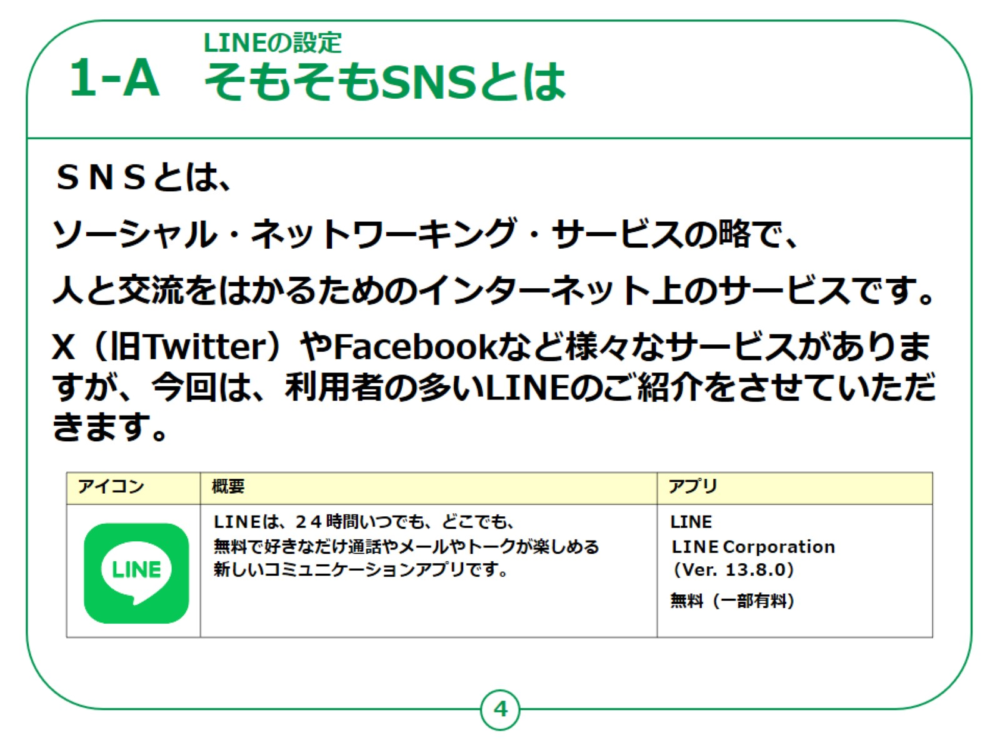 LINEの設定
1-A そもそもSNSとは
ＳＮＳとは、
ソーシャル・ネットワーキング・サービスの略で、
人と交流をはかるためのインターネット上のサービスです。
X（旧Twitter）やFacebookなど様々なサービスがありま
すが、今回は、利用者の多いLINEのご紹介をさせていただ
きます。
アイコン 概要 アプリ
LINE
ＬＩＮＥは、２４時間いつでも、どこでも、
無料で好きなだけ通話やメールやトークが楽しめる
新しいコミュニケーションアプリです。
LINE
ＬＩＮＥ Corporation
（Ver. 13.8.0）
無料（一部有料）
4